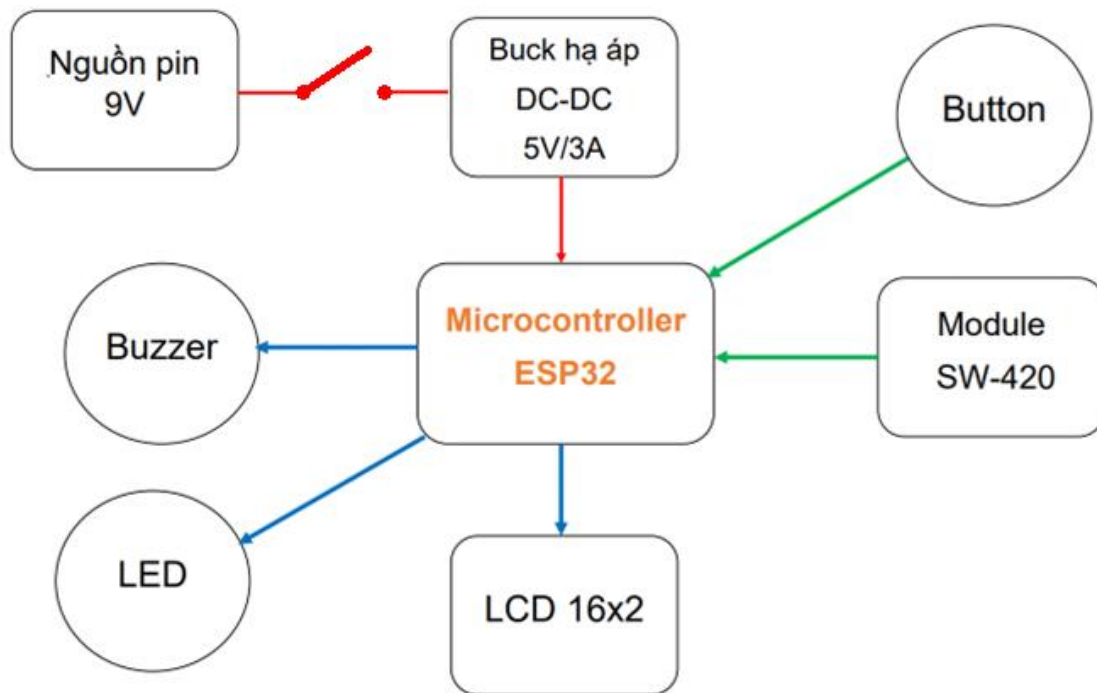 Nguồn pin
9V
Buck hạ áp
DC-DC
5V/3A
Button
Microcontroller
ESP32
Buzzer
Module
SW-420
LED
LCD 16x2